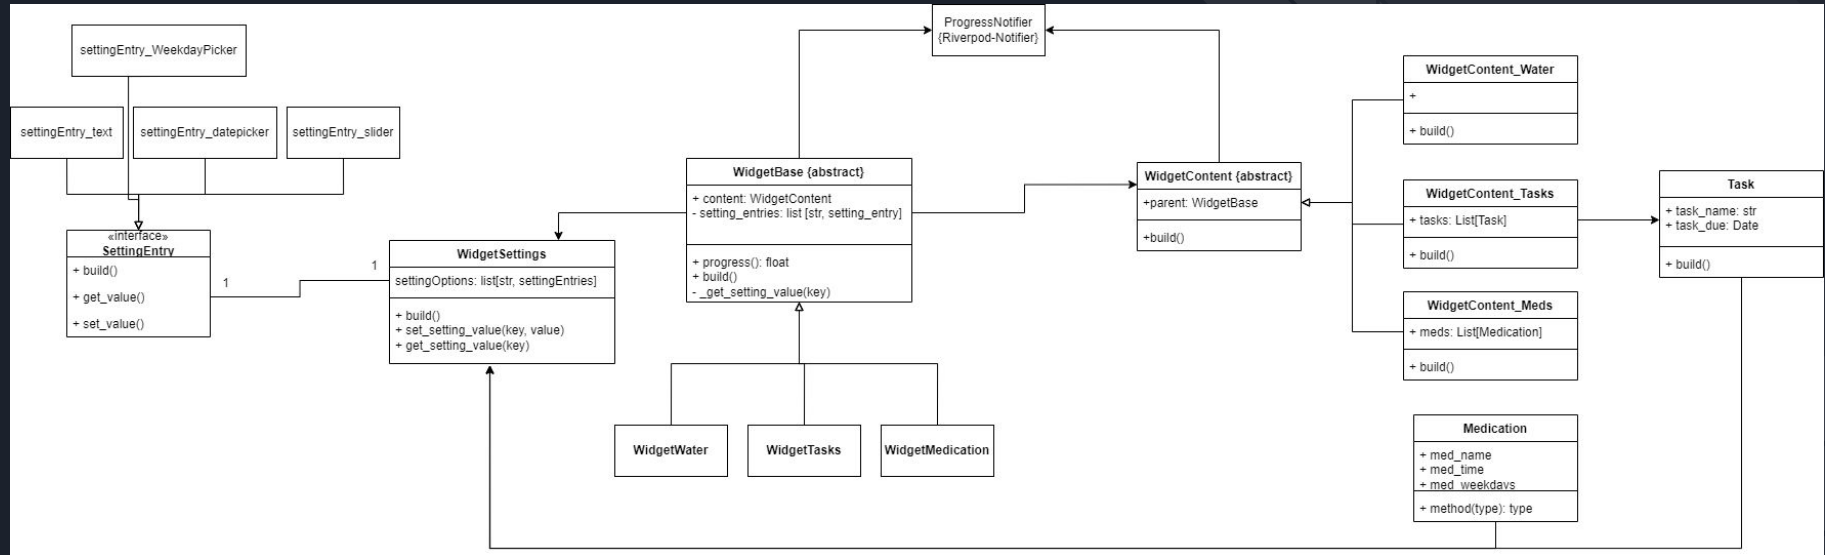 ProgressNotifier
{Riverpod-Notifier}
settingEntry_WeekdayPicker
settingEntry_text
settingEntry_datepicker
settingEntry_slider
«interface»
SettingEntry
+ build()
+ get_value()
+ set_value()
1
1
WidgetSettings
settingOptions: list[str, settingEntries]
+ build()
+ set_setting_value(key, value)
+ get_setting_value(key)
WidgetBase {abstract}
+ content: WidgetContent
- setting_entries: list [str, setting_entry]
+ progress(): float
+ build()
- _get_setting_value(key)
WidgetWater
WidgetTasks
WidgetMedication
WidgetContent {abstract}
+parent: WidgetBase
+build()
WidgetContent_Water
+
+ build()
WidgetContent_Tasks
+ tasks: List[Task]
+ build()
WidgetContent_Meds
+ meds: List[Medication]
+ build()
Task
+ task_name: str
+ task_due: Date
+ build()
Medication
+ med_name
+ med_time
+ med_weekdays
+ method(type): type